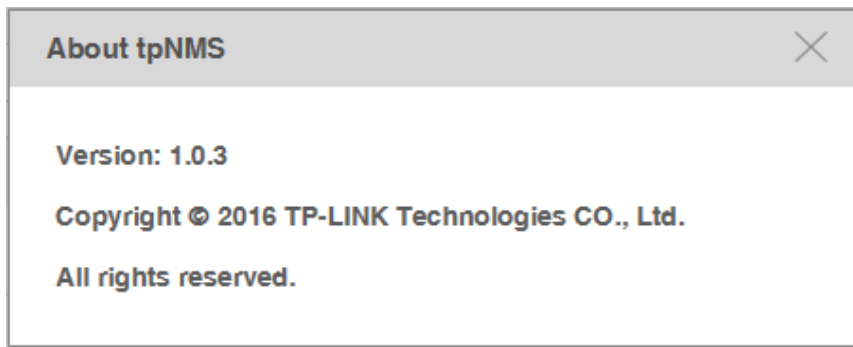 About tpNMS
Version: 1.0.3
Copyright © 2016 TP-LINK Technologies CO., Ltd.
All rights reserved.